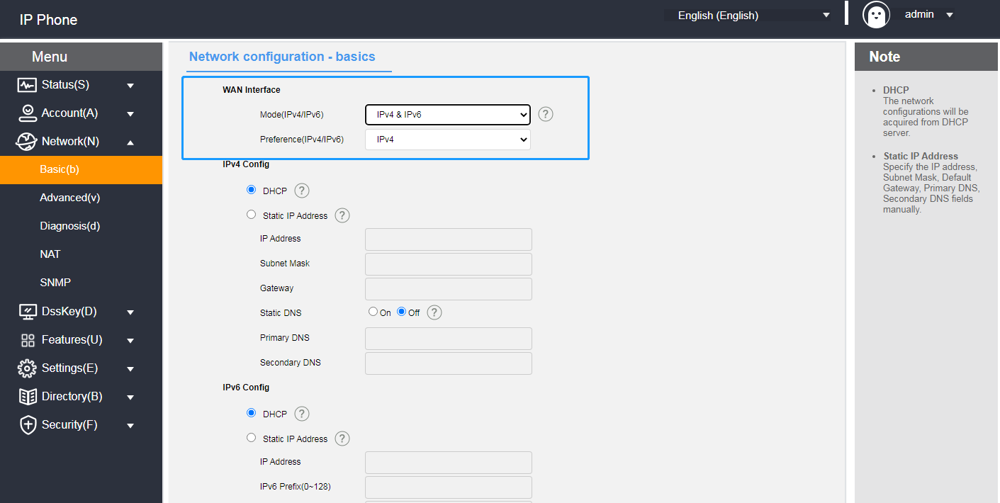 IP Phone
English (English)
admin
Menu
Status(S)
Account(A)
Network(N)
Basic(b)
Advanced(v)
Diagnosis(d)
NAT
SNMP
DssKey(D)
Features(U)
Settings(E)
Directory(B)
Security(F)
Network configuration - basics
WAN Interface
Mode(IPv4/IPv6) IPv4 & IPv6 ?
Preference(IPv4/IPv6) IPv4
IPv4 Config
DHCP ?
Static IP Address ?
IP Address
Subnet Mask
Gateway
Static DNS On Off ?
Primary DNS
Secondary DNS
IPv6 Config
DHCP ?
Static IP Address ?
IP Address
IPv6 Prefix(0~128)
Note
• DHCP
The network
configurations will be
acquired from DHCP
server.
• Static IP Address
Specify the IP address,
Subnet Mask, Default
Gateway, Primary DNS,
Secondary DNS fields
manually.